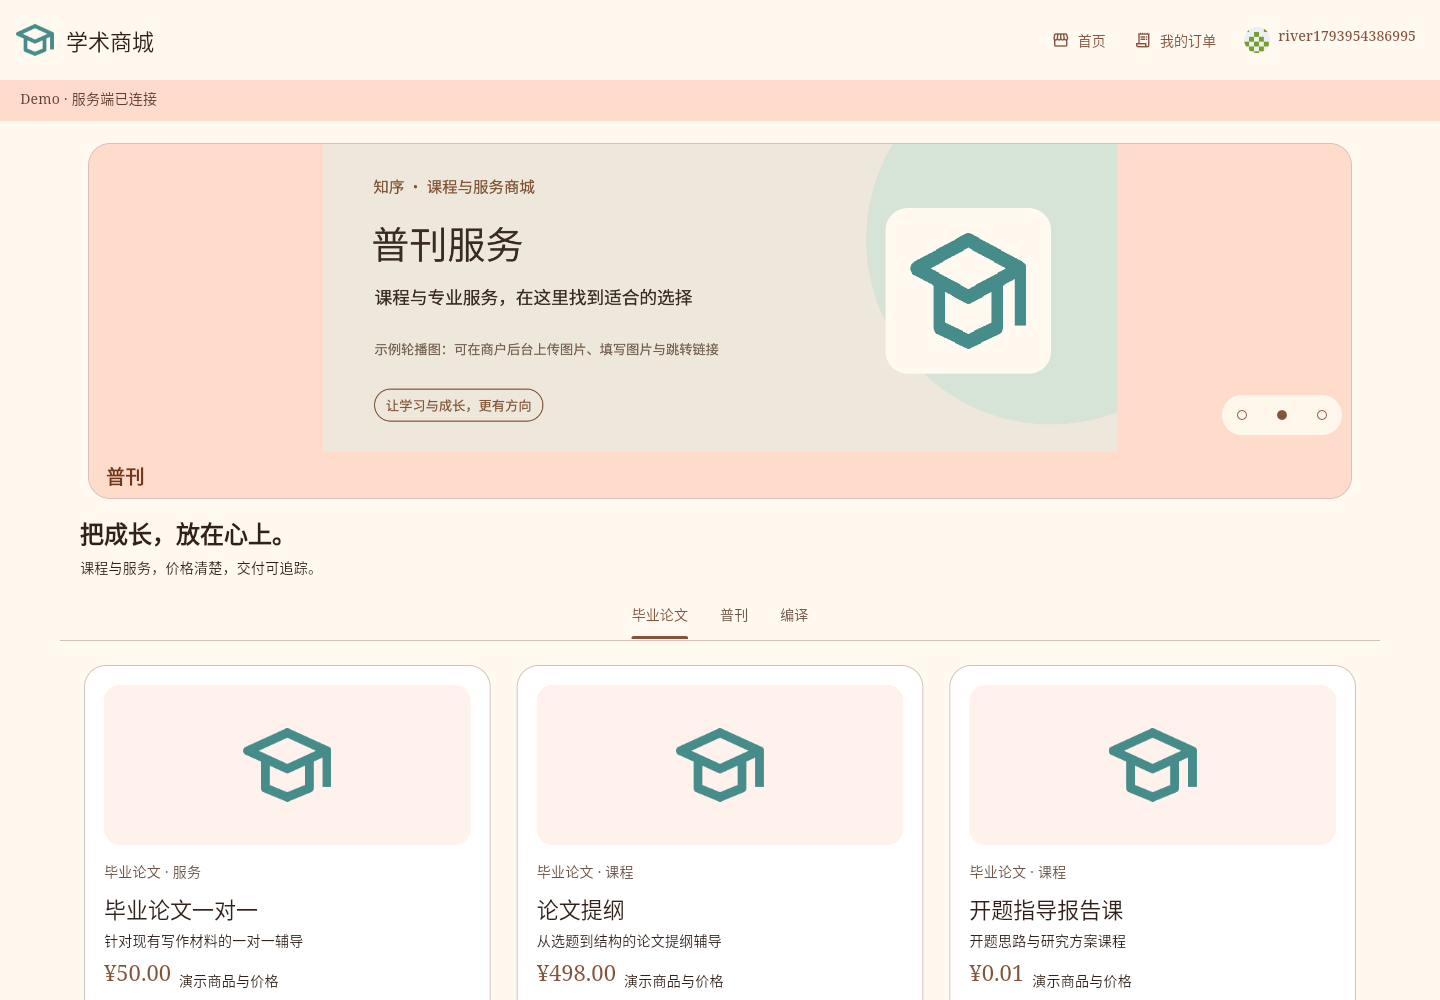 学术商城
首页
我的订单
river1793954386995
Demo · 服务端已连接
知序 · 课程与服务商城
普刊服务
课程与专业服务，在这里找到适合的选择
示例轮播图：可在商户后台上传图片、填写图片与跳转链接
让学习与成长，更有方向
普刊
把成长，放在心上。
课程与服务，价格清楚，交付可追踪。
毕业论文
普刊
编译
毕业论文 · 服务
毕业论文一对一
针对现有写作材料的一对一辅导
¥50.00 演示商品与价格
毕业论文 · 课程
论文提纲
从选题到结构的论文提纲辅导
¥498.00 演示商品与价格
毕业论文 · 课程
开题指导报告课
开题思路与研究方案课程
¥0.01 演示商品与价格